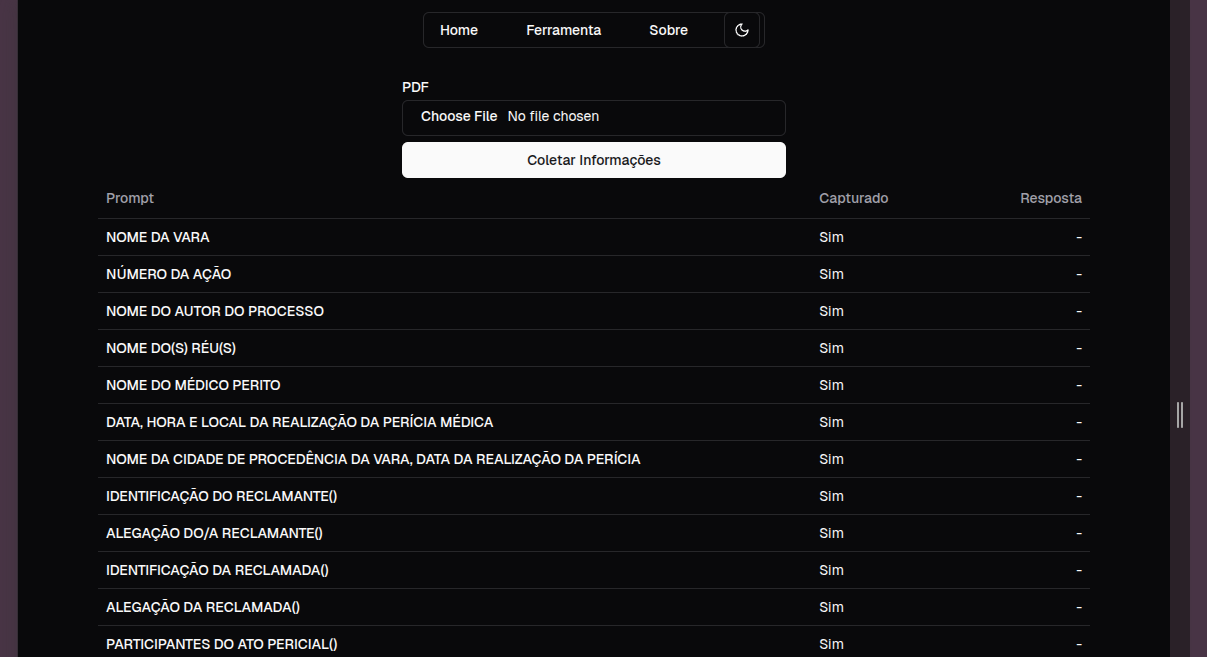 Home Ferramenta Sobre
PDF
Choose File No file chosen
Coletar Informações
Prompt Capturado Resposta
NOME DA VARA Sim -
NÚMERO DA AÇÃO Sim -
NOME DO AUTOR DO PROCESSO Sim -
NOME DO(S) RÉU(S) Sim -
NOME DO MÉDICO PERITO Sim -
DATA, HORA E LOCAL DA REALIZAÇÃO DA PERÍCIA MÉDICA Sim -
NOME DA CIDADE DE PROCEDÊNCIA DA VARA, DATA DA REALIZAÇÃO DA PERÍCIA Sim -
IDENTIFICAÇÃO DO RECLAMANTE() Sim -
ALEGAÇÃO DO/A RECLAMANTE() Sim -
IDENTIFICAÇÃO DA RECLAMADA() Sim -
ALEGAÇÃO DA RECLAMADA() Sim -
PARTICIPANTES DO ATO PERICIAL() Sim -